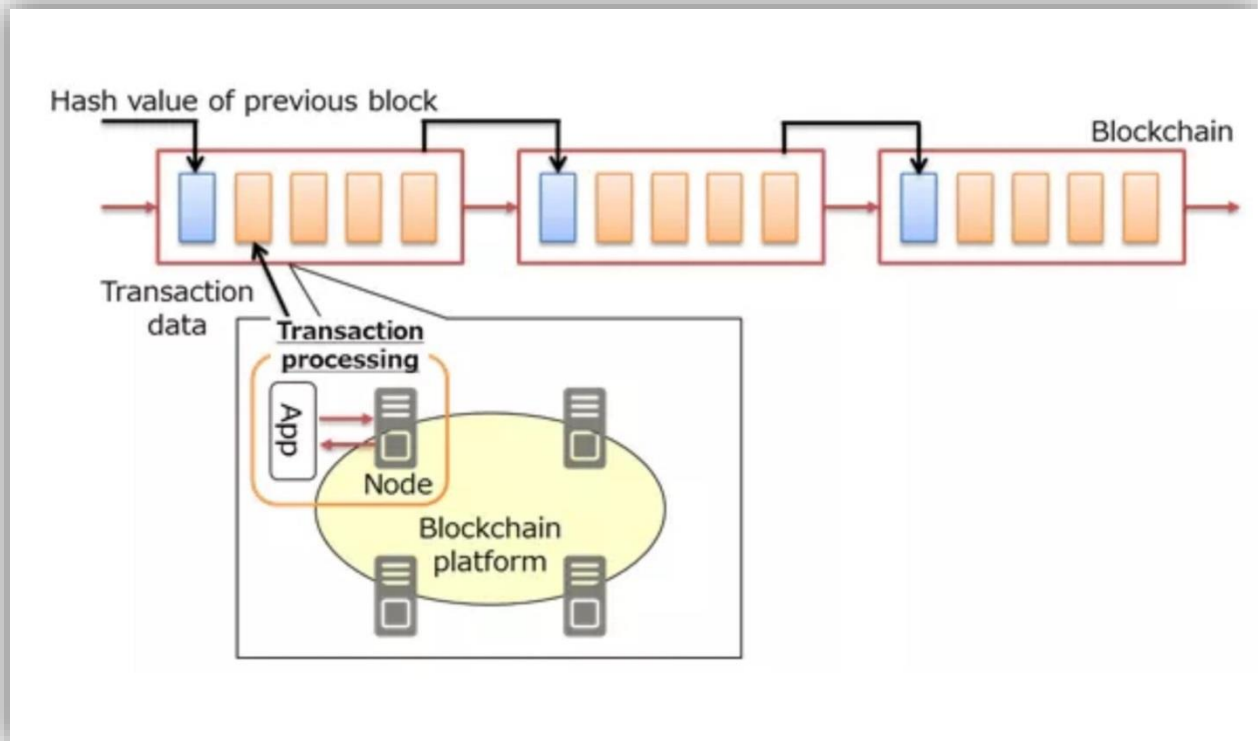 Hash value of previous block
Blockchain
Transaction
data
Transaction
processing
App
Node
Blockchain
platform